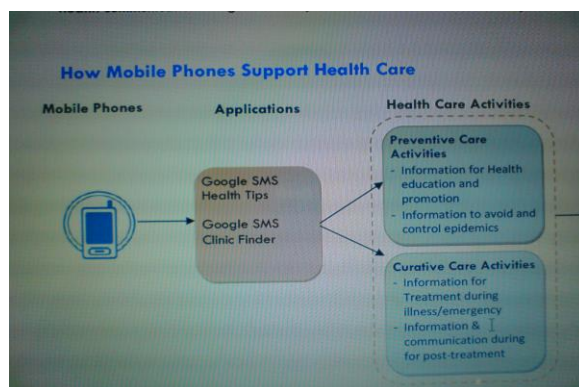 How Mobile Phones Support Health Care
Mobile Phones
Applications
Health Care Activities
Google SMS
Health Tips
Google SMS
Clinic Finder
Preventive Care
Activities
- Information for Health
education and
promotion
- Information to avoid and
control epidemics
Curative Care Activities
- Information for
Treatment during
illness/emergency
- Information &
communication during
for post-treatment